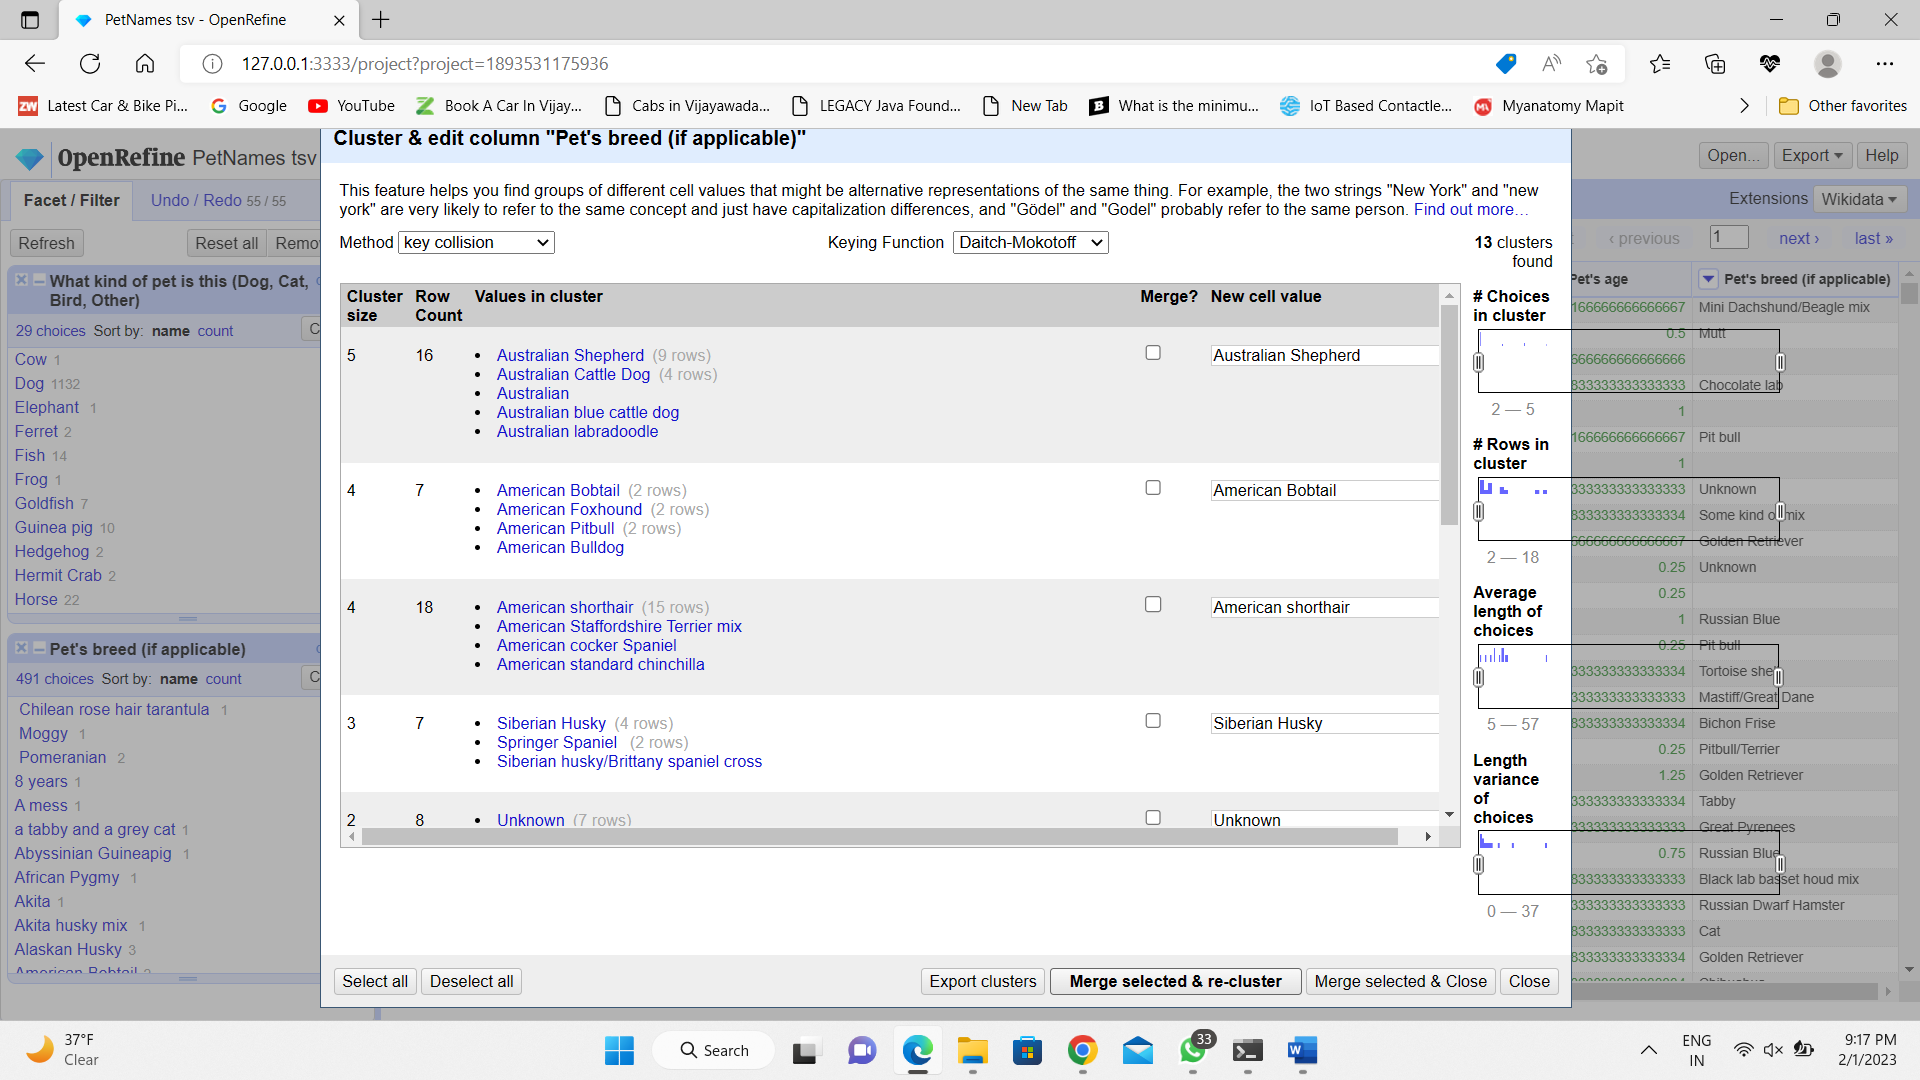 PetNames tsv - OpenRefine
127.0.0.1:3333/project?project=1893531175936
Latest Car & Bike Pi...
Google
YouTube
Book A Car In Vijay...
Cabs in Vijayawada...
LEGACY Java Found...
New Tab
What is the minimu...
IoT Based Contactle...
Myanatomy Mapit
Other favorites
OpenRefine PetNames tsv
Open...
Export
Help
Facet / Filter
Undo / Redo 55 / 55
Extensions
Wikidata
Refresh
Reset all
Remo
‹ previous
1
next ›
last »
What kind of pet is this (Dog, Cat,
Bird, Other)
29 choices Sort by: name count
Cow 1
Dog 1132
Elephant 1
Ferret 2
Fish 14
Frog 1
Goldfish 7
Guinea pig 10
Hedgehog 2
Hermit Crab 2
Horse 22
Pet's breed (if applicable)
491 choices Sort by: name count
Chilean rose hair tarantula 1
Moggy 1
Pomeranian 2
8 years 1
A mess 1
a tabby and a grey cat 1
Abyssinian Guineapig 1
African Pygmy 1
Akita 1
Akita husky mix 1
Alaskan Husky 3
American Bobtail 2
Cluster & edit column "Pet's breed (if applicable)"
This feature helps you find groups of different cell values that might be alternative representations of the same thing. For example, the two strings "New York" and "new
york" are very likely to refer to the same concept and just have capitalization differences, and "Gödel" and "Godel" probably refer to the same person. Find out more...
Method key collision
Keying Function Daitch-Mokotoff
13 clusters
found
Cluster size
Row Count
Values in cluster
Merge?
New cell value
5 16
Australian Shepherd (9 rows)
Australian Cattle Dog (4 rows)
Australian
Australian blue cattle dog
Australian labradoodle
Australian Shepherd
4 7
American Bobtail (2 rows)
American Foxhound (2 rows)
American Pitbull (2 rows)
American Bulldog
American Bobtail
4 18
American shorthair (15 rows)
American Staffordshire Terrier mix
American cocker Spaniel
American standard chinchilla
American shorthair
3 7
Siberian Husky (4 rows)
Springer Spaniel (2 rows)
Siberian husky/Brittany spaniel cross
Siberian Husky
2 8
Unknown (7 rows)
Unknown
# Choices
in cluster
2 — 5
# Rows in
cluster
2 — 18
Average
length of
choices
5 — 57
Length
variance
of
choices
0 — 37
Select all
Deselect all
Export clusters
Merge selected & re-cluster
Merge selected & Close
Close
Pet's age
Pet's breed (if applicable)
166666666666667 Mini Dachshund/Beagle mix
0.5 Mutt
833333333333333 Chocolate lab
1
166666666666667 Pit bull
1
333333333333333 Unknown
833333333333334 Some kind of mix
666666666666667 Golden Retriever
0.25 Unknown
0.25
1 Russian Blue
0.25 Pit bull
333333333333334 Tortoise she
333333333333333 Mastiff/Great Dane
833333333333334 Bichon Frise
0.25 Pitbull/Terrier
1.25 Golden Retriever
333333333333334 Tabby
333333333333333 Great Pyrenees
0.75 Russian Blue
833333333333333 Black lab basset houd mix
333333333333333 Russian Dwarf Hamster
833333333333333 Cat
833333333333334 Golden Retriever
37°F
Clear
Search
33
ENG
IN
9:17 PM
2/1/2023